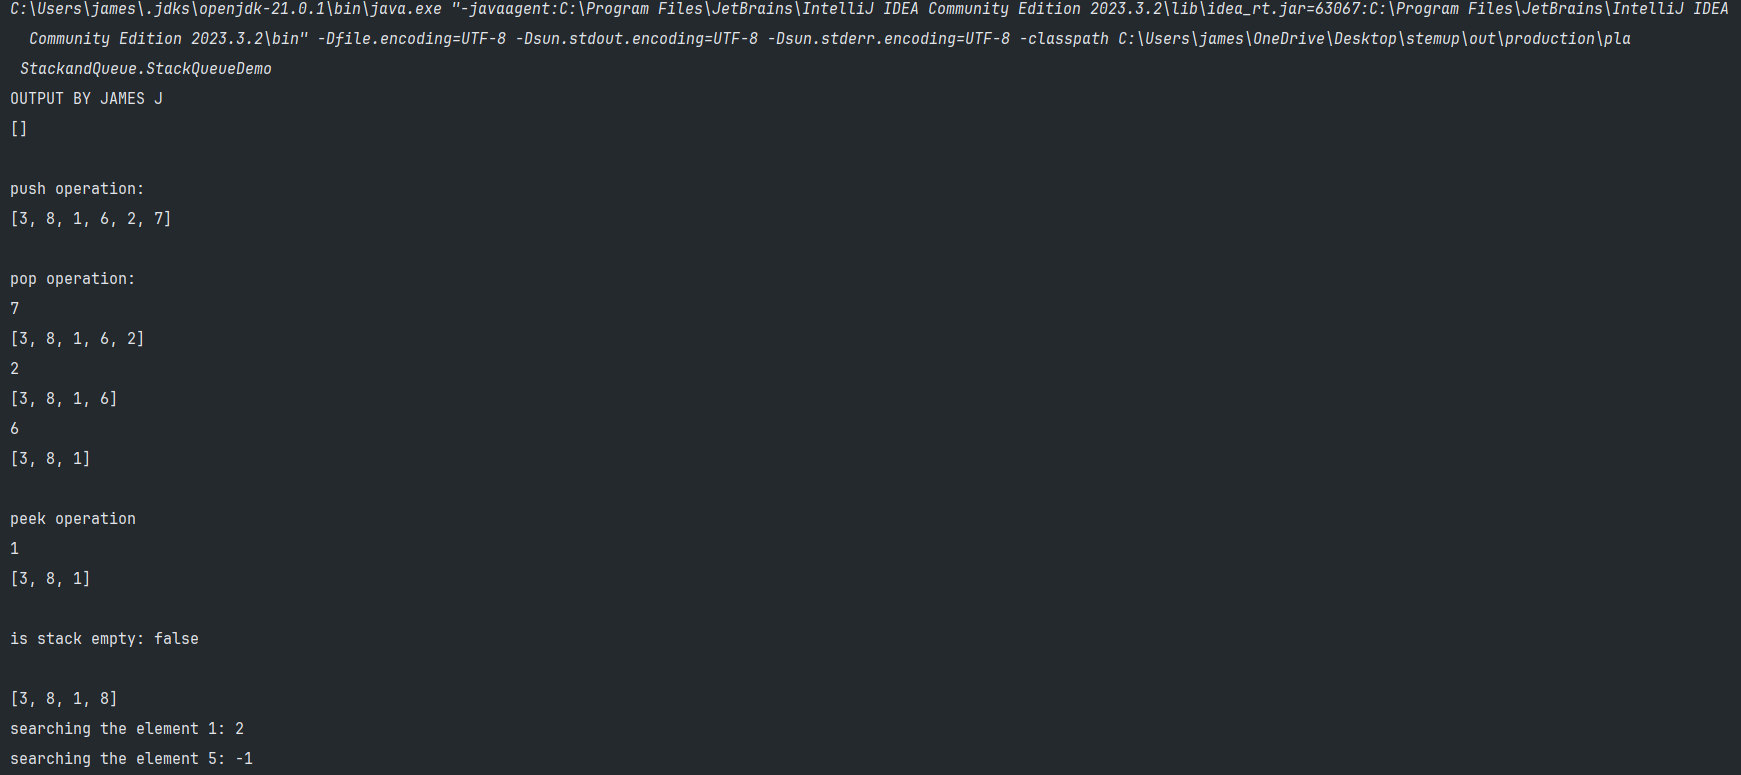 C:\Users\james\.jdks\openjdk-21.0.1\bin\java.exe "-javaagent:C:\Program Files\JetBrains\IntelliJ IDEA Community Edition 2023.3.2\lib\idea_rt.jar=63067:C:\Program Files\JetBrains\IntelliJ IDEA
Community Edition 2023.3.2\bin" -Dfile.encoding=UTF-8 -Dsun.stdout.encoding=UTF-8 -Dsun.stderr.encoding=UTF-8 -classpath C:\Users\james\OneDrive\Desktop\stemup\out\production\pla
StackandQueue.StackQueueDemo
OUTPUT BY JAMES J
[]
push operation:
[3, 8, 1, 6, 2, 7]
pop operation:
7
[3, 8, 1, 6, 2]
2
[3, 8, 1, 6]
6
[3, 8, 1]
peek operation
1
[3, 8, 1]
is stack empty: false
[3, 8, 1, 8]
searching the element 1: 2
searching the element 5: -1